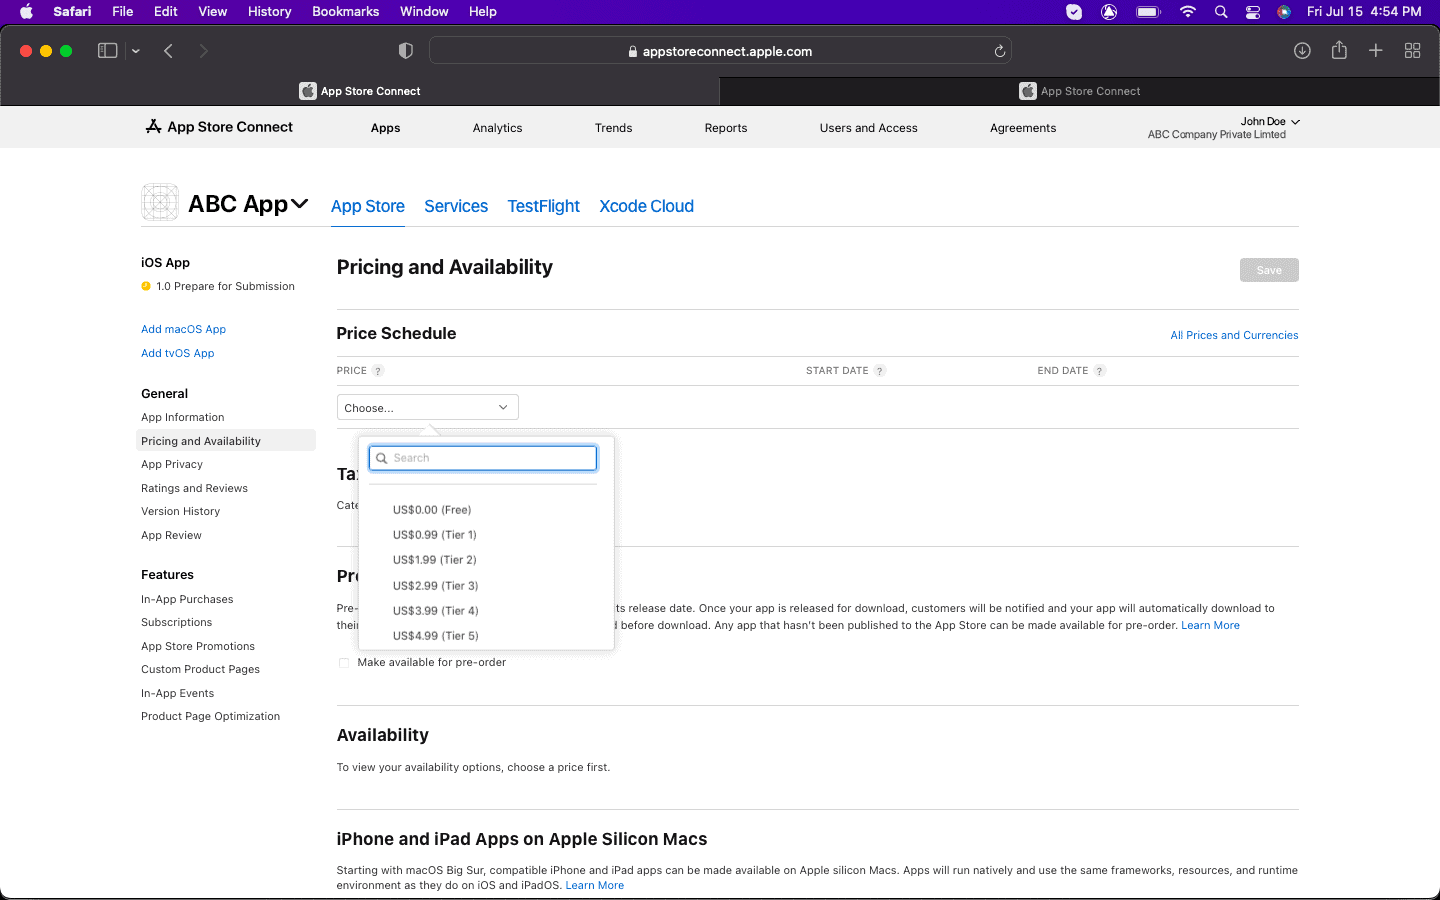 Safari File Edit View History Bookmarks Window Help Fri Jul 15 4:54 PM
appstoreconnect.apple.com
App Store Connect
App Store Connect
App Store Connect Apps Analytics Trends Reports Users and Access Agreements
John Doe
ABC Company Private Limted
ABC App App Store Services TestFlight Xcode Cloud
iOS App
1.0 Prepare for Submission
Add macOS App
Add tvOS App
General
App Information
Pricing and Availability
App Privacy
Ratings and Reviews
Version History
App Review
Features
In-App Purchases
Subscriptions
App Store Promotions
Custom Product Pages
In-App Events
Product Page Optimization
Pricing and Availability
Save
Price Schedule
All Prices and Currencies
PRICE ? START DATE ? END DATE ?
Choose...
Search
US$0.00 (Free)
US$0.99 (Tier 1)
US$1.99 (Tier 2)
US$2.99 (Tier 3)
US$3.99 (Tier 4)
US$4.99 (Tier 5)
Ta
Cate
Pre
Pre- ts release date. Once your app is released for download, customers will be notified and your app will automatically download to
their before download. Any app that hasn't been published to the App Store can be made available for pre-order. Learn More
Make available for pre-order
Availability
To view your availability options, choose a price first.
iPhone and iPad Apps on Apple Silicon Macs
Starting with macOS Big Sur, compatible iPhone and iPad apps can be made available on Apple silicon Macs. Apps will run natively and use the same frameworks, resources, and runtime
environment as they do on iOS and iPadOS. Learn More